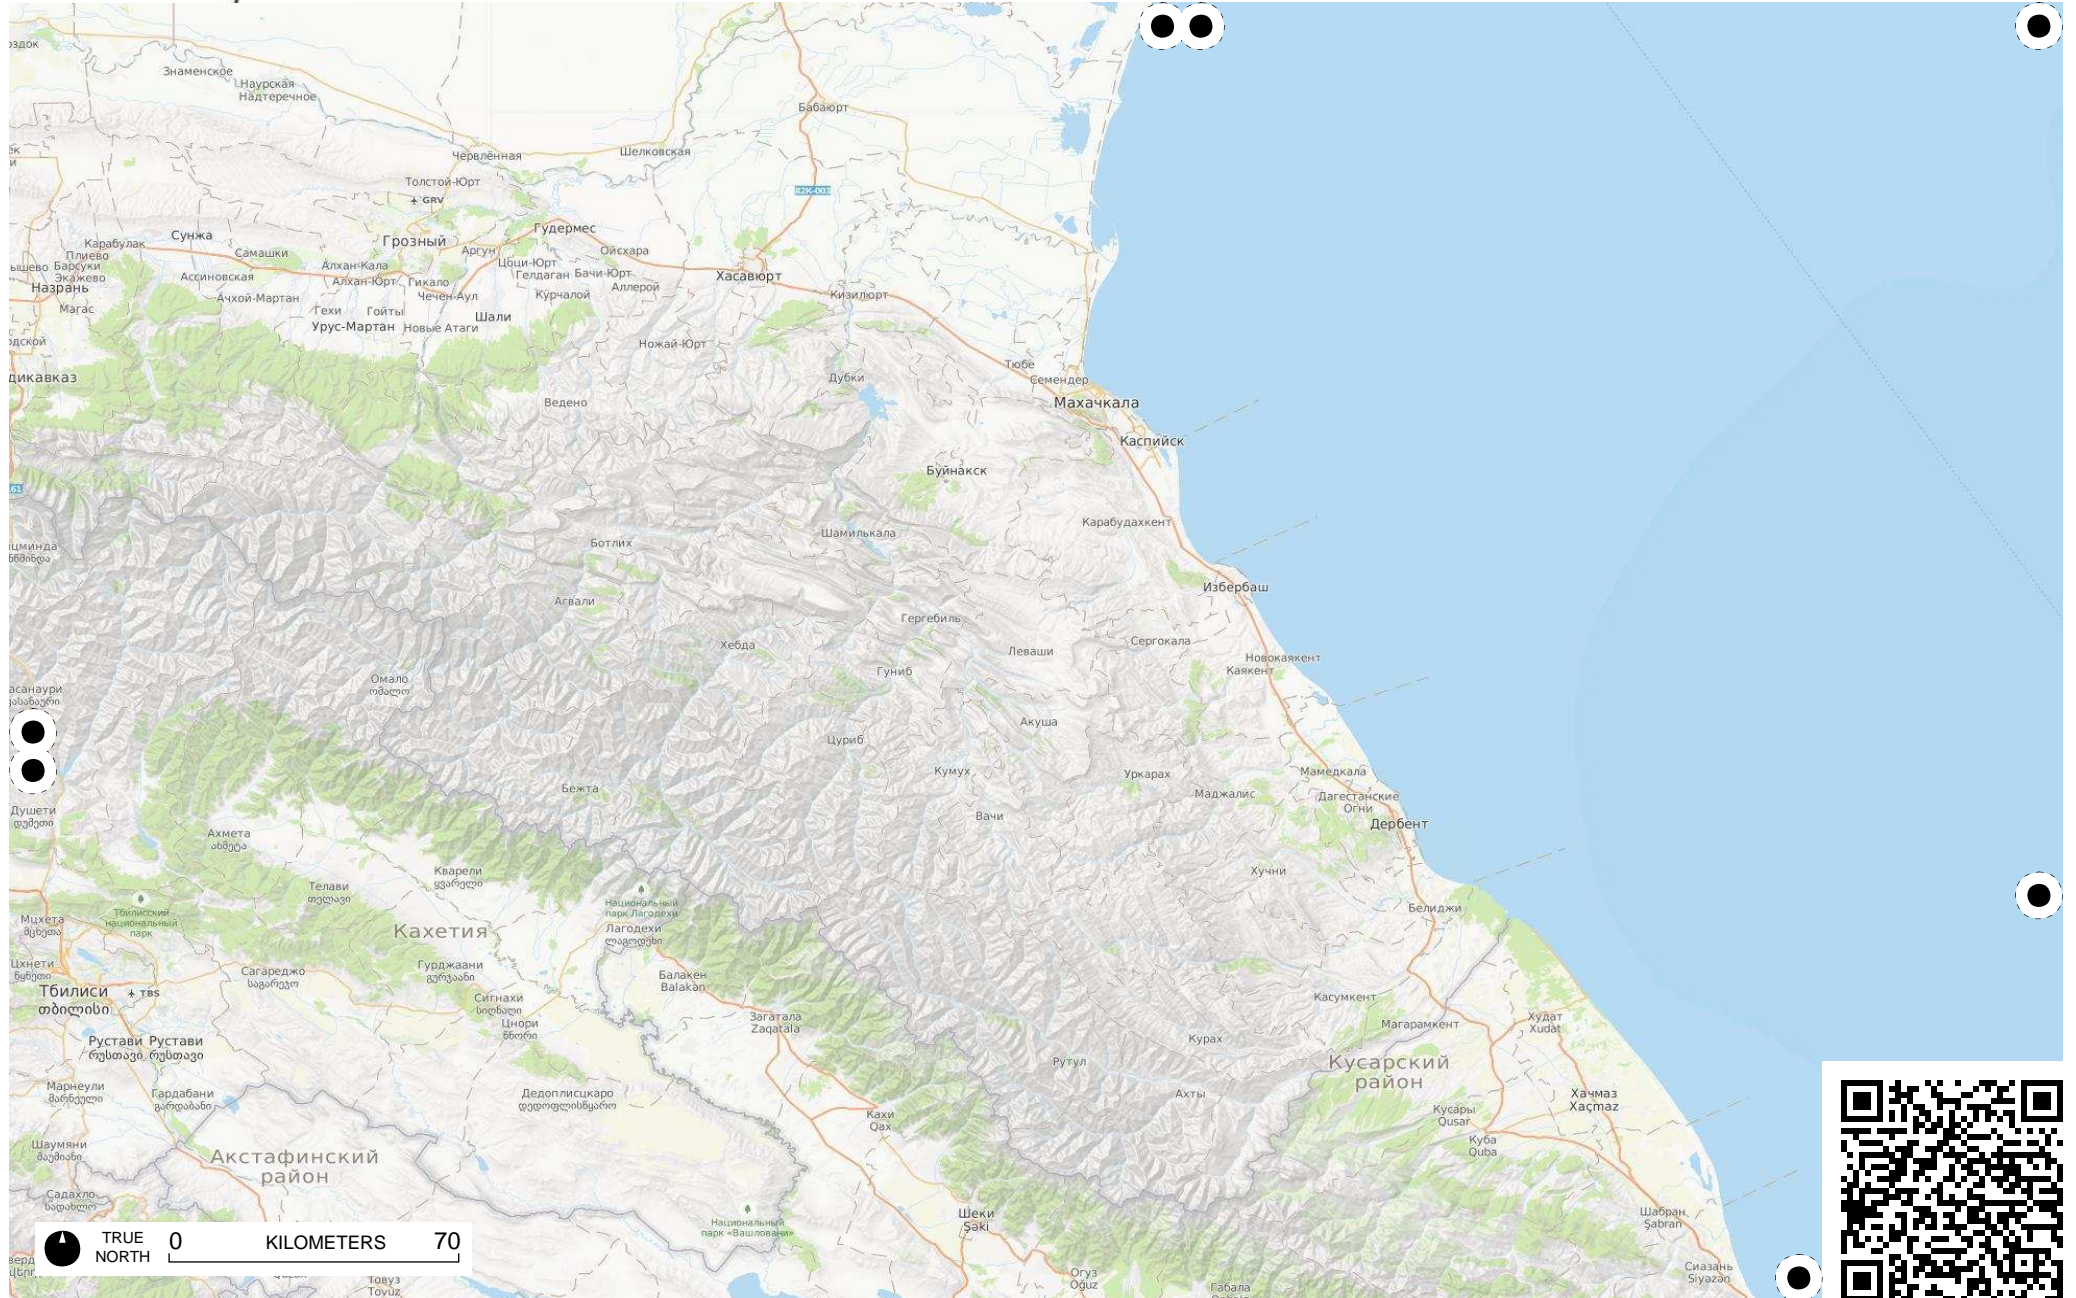 Знаменское
Наурская
Надтеречное
Бабаюрт
Червлённая
Шелковская
Толстой-Юрт
GRV
82K-003
Карабулак
Сунжа
Грозный
Гудермес
Плиево
Самашки
Аргун
Ойсхара
Барсуки
Экажево
Ассиновская
Алхан-Кала
Цоци-Юрт
Назрань
Алхан-Юрт
Гикало
Гелдаган
Бачи-Юрт
Хасавюрт
Магас
Ачхой-Мартан
Чечен-Аул
Курчалой
Аллерой
Кизилюрт
Гехи
Гойты
Шали
Урус-Мартан
Новые Атаги
Ножай-Юрт
Тюбе
Семендер
дикавказ
Дубки
Ведено
Махачкала
Каспийск
Буйнакск
Карабудахкент
Шамилькала
Ботлих
Избербаш
Агвали
Гергебиль
Хебда
Леваши
Сергокала
Новокаякент
Каякент
Гуниб
Омало
ომალო
Акуша
Цуриб
Кумух
Уркарах
Мамедкала
Бежта
Маджалис
Дагестанские
Огни
Душети
დუშეთი
Вачи
Дербент
Ахмета
ახმეტა
Кварели
ყვარელი
Хучни
Телави
თელავი
Национальный
парк Лагодехи
Белиджи
Тбилисский
национальный
парк
Мцхета
მცხეთა
Кахетия
Лагодехи
ლაგოდეხი
Цхнети
წყნეთი
Сагареджо
საგარეჯო
Гурджаани
გურჯაანი
Балакен
Balakən
Тбилиси
თბილისი
TBS
Сигнахи
სიღნაღი
Касумкент
Цнори
წნორი
Загатала
Zaqatala
Магарамкент
Худат
Xudat
Рустави
რუსთავი
Рустави
რუსთავი
Курах
Рутул
Кусарский
район
Марнеули
მარნეული
Гардабани
გარდაბანი
Дедоплисцкаро
დედოფლისწყარო
Ахты
Хачмаз
Xaçmaz
Кахи
Qax
Кусары
Qusar
Куба
Quba
Шаумяни
შაუმიანი
Акстафинский
район
Садахло
სადახლო
Национальный
парк «Вашловани»
Шеки
Şəki
Шабран
Şabran
TRUE
NORTH
0 KILOMETERS 70
Товуз
Tovuz
Огуз
Oğuz
Габала
Сиазань
Siyəzən